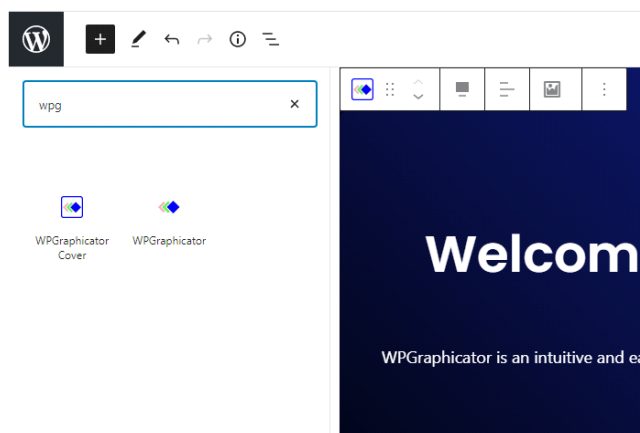 wpg
WPGraphicator
Cover
WPGraphicator
Welcom
WPGraphicator is an intuitive and ea